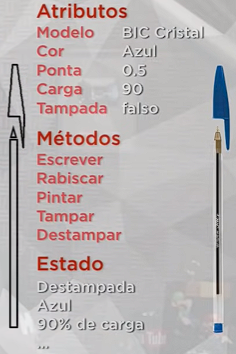 Atributos
Modelo BIC Cristal
Cor Azul
Ponta 0.5
Carga 90
Tampada falso
Métodos
Escrever
Rabiscar
Pintar
Tampar
Destampar
Estado
Destampada
Azul
90% de carga
...